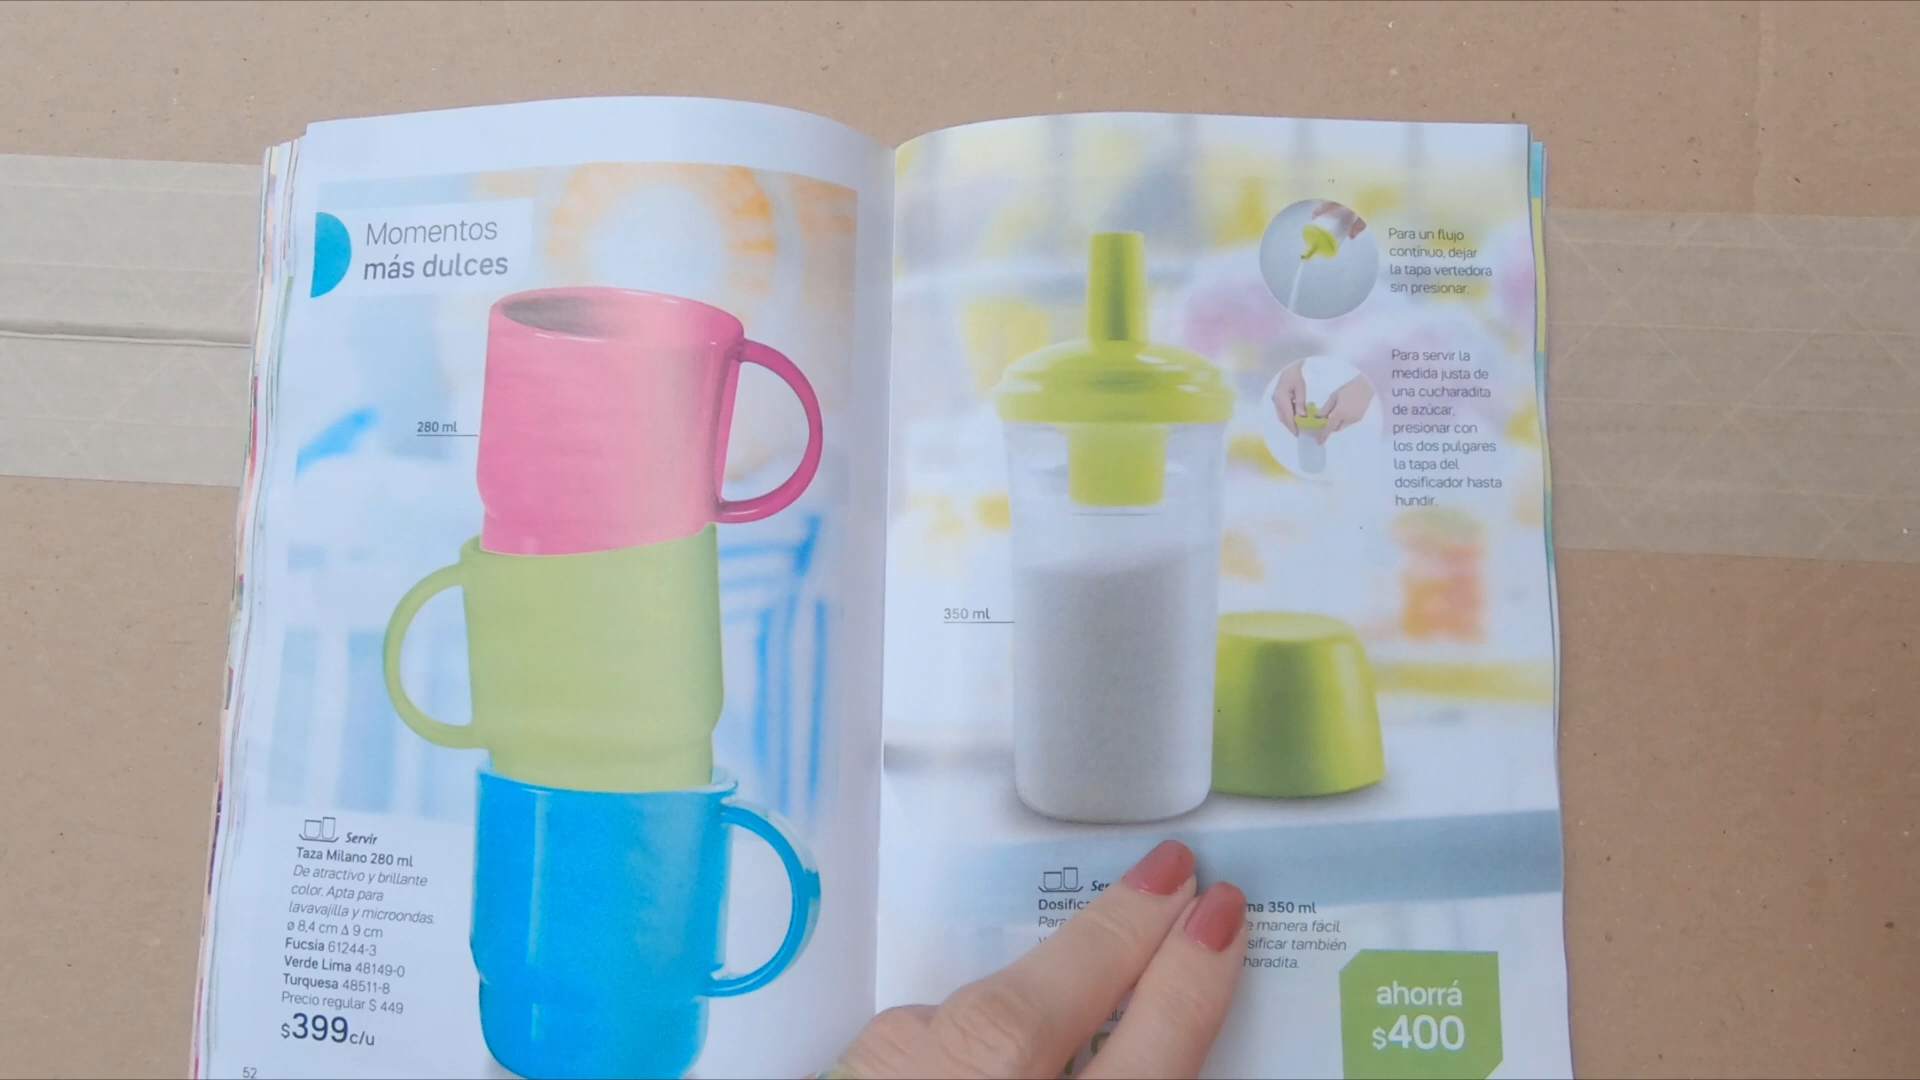 Momentos
más dulces
280 ml
Servir
Taza Milano 280 ml
De atractivo y brillante
color. Apta para
lavavajilla y microondas.
ø 8,4 cm Δ 9 cm
Fucsia 61244-3
Verde Lima 48149-0
Turquesa 48511-8
Precio regular $ 449
$399c/u
52
Para un flujo
contínuo, dejar
la tapa vertedora
sin presionar.
Para servir la
medida justa de
una cucharadita
de azúcar,
presionar con
los dos pulgares
la tapa del
dosificador hasta
hundir.
350 ml
350 ml
manera fácil
también
ahorrá
$400